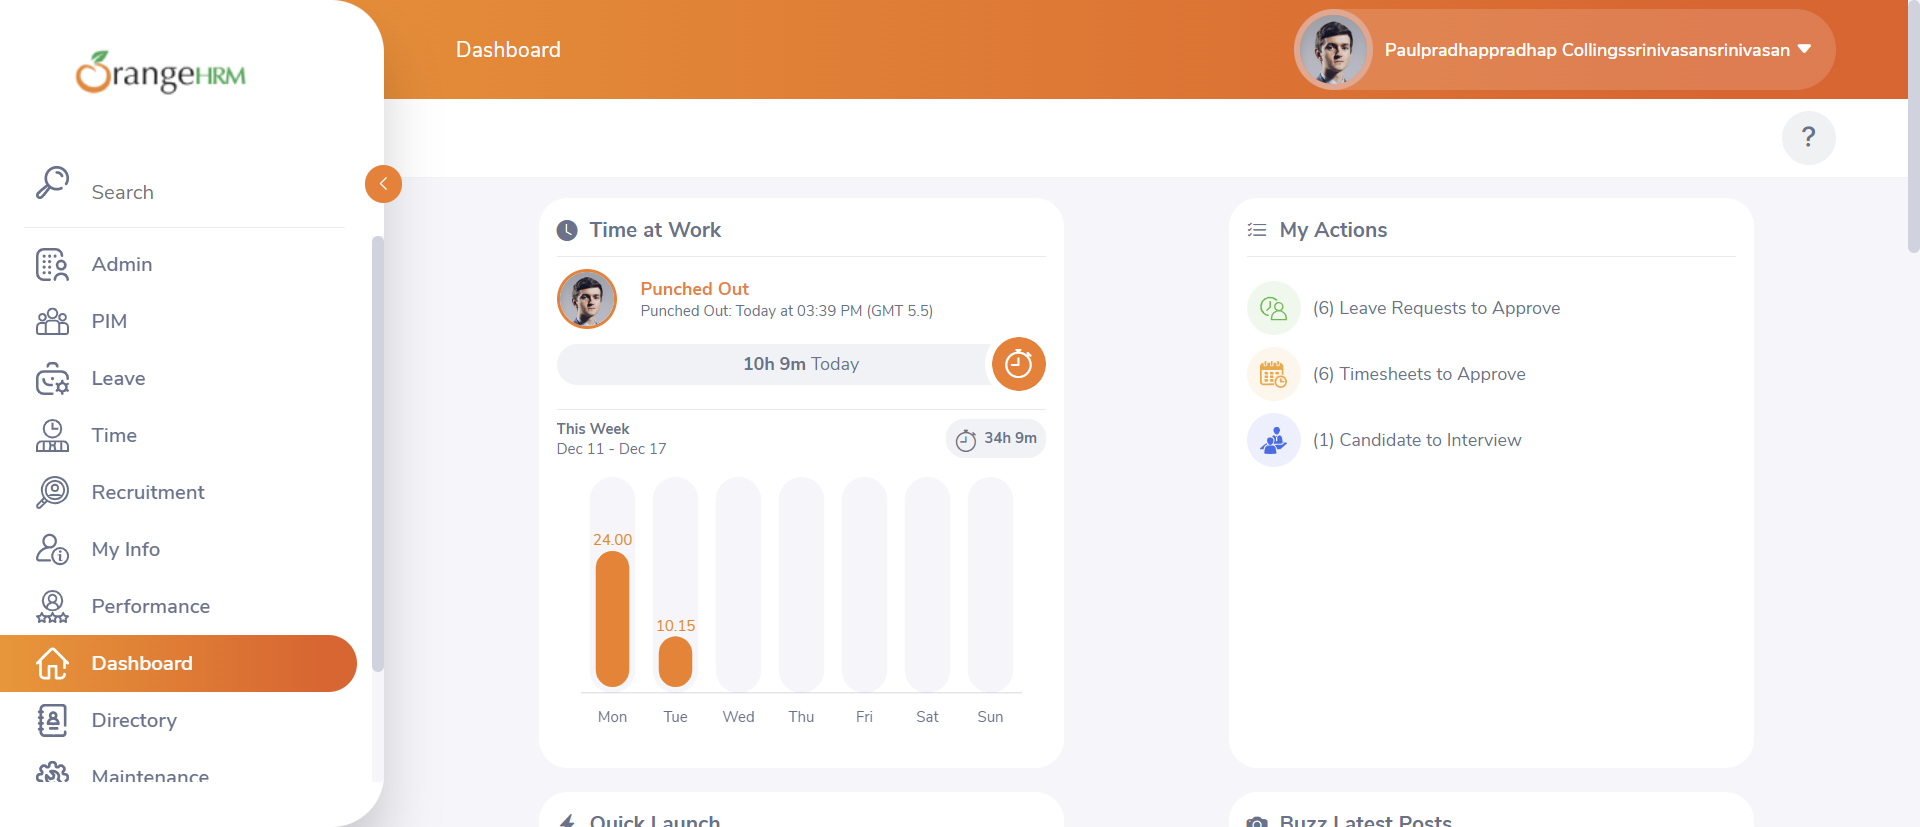 OrangeHRM
Dashboard
Paulpradhappradhap Collingssrinivasansrinivasan
?
Search
Admin
PIM
Leave
Time
Recruitment
My Info
Performance
Dashboard
Directory
Maintenance
Time at Work
Punched Out
Punched Out: Today at 03:39 PM (GMT 5.5)
10h 9m Today
This Week
Dec 11 - Dec 17
34h 9m
24.00
10.15
Mon Tue Wed Thu Fri Sat Sun
My Actions
(6) Leave Requests to Approve
(6) Timesheets to Approve
(1) Candidate to Interview
Quick Launch
Buzz Latest Posts